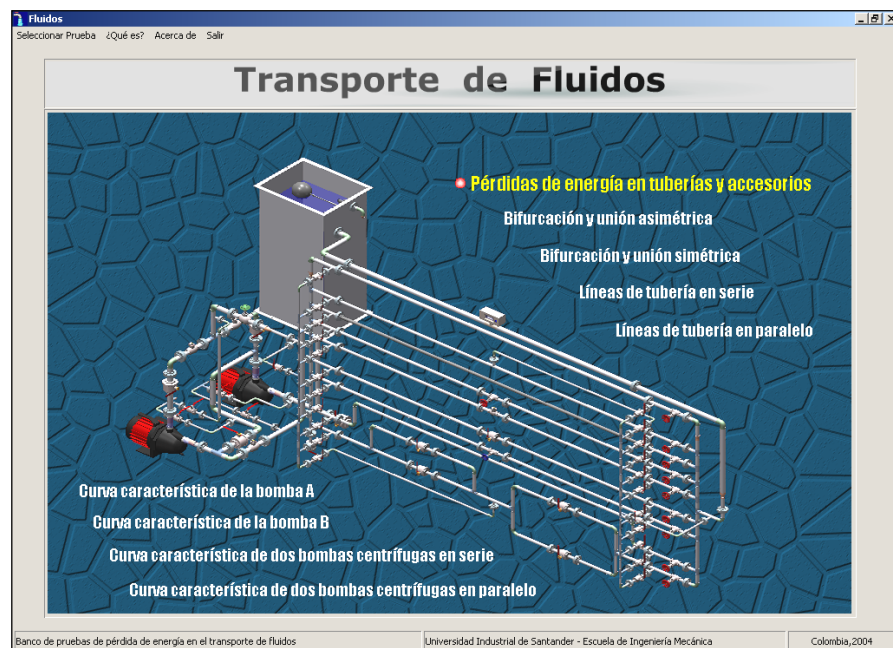 Fluidos
Seleccionar Prueba ¿Qué es? Acerca de Salir
Transporte de Fluidos
Pérdidas de energía en tuberías y accesorios
Bifurcación y unión asimétrica
Bifurcación y unión simétrica
Líneas de tubería en serie
Líneas de tubería en paralelo
Curva característica de la bomba A
Curva característica de la bomba B
Curva característica de dos bombas centrífugas en serie
Curva característica de dos bombas centrífugas en paralelo
Banco de pruebas de pérdida de energía en el transporte de fluidos
Universidad Industrial de Santander - Escuela de Ingeniería Mecánica
Colombia,2004